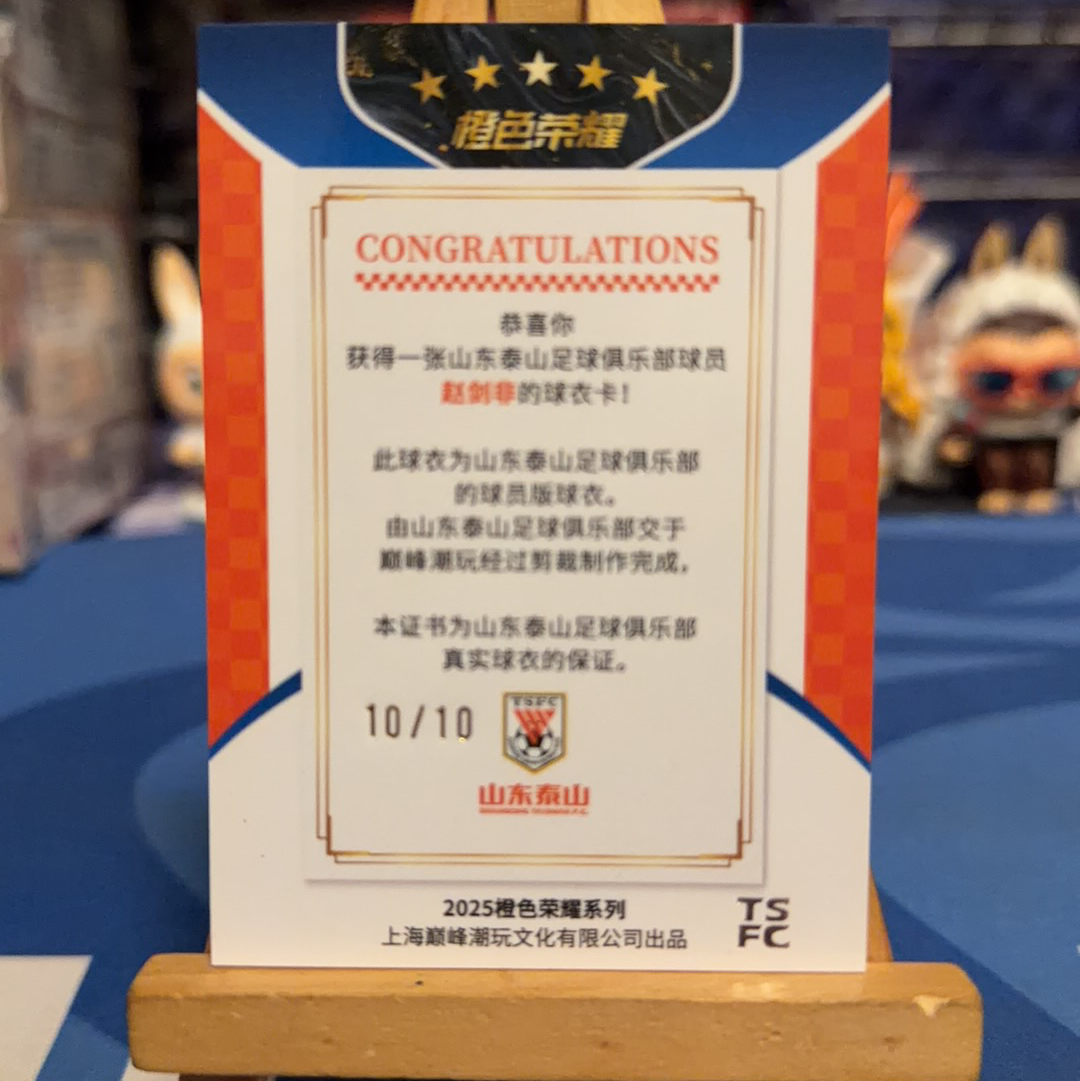 橙色荣耀
CONGRATULATIONS
恭喜你
获得一张山东泰山足球俱乐部球员
赵剑非的球衣卡！
此球衣为山东泰山足球俱乐部
的球员版球衣。
由山东泰山足球俱乐部交于
巅峰潮玩经过剪裁制作完成，
本证书为山东泰山足球俱乐部
真实球衣的保证。
10/10
TSFC
山东泰山
2025橙色荣耀系列
上海巅峰潮玩文化有限公司出品
TS
FC